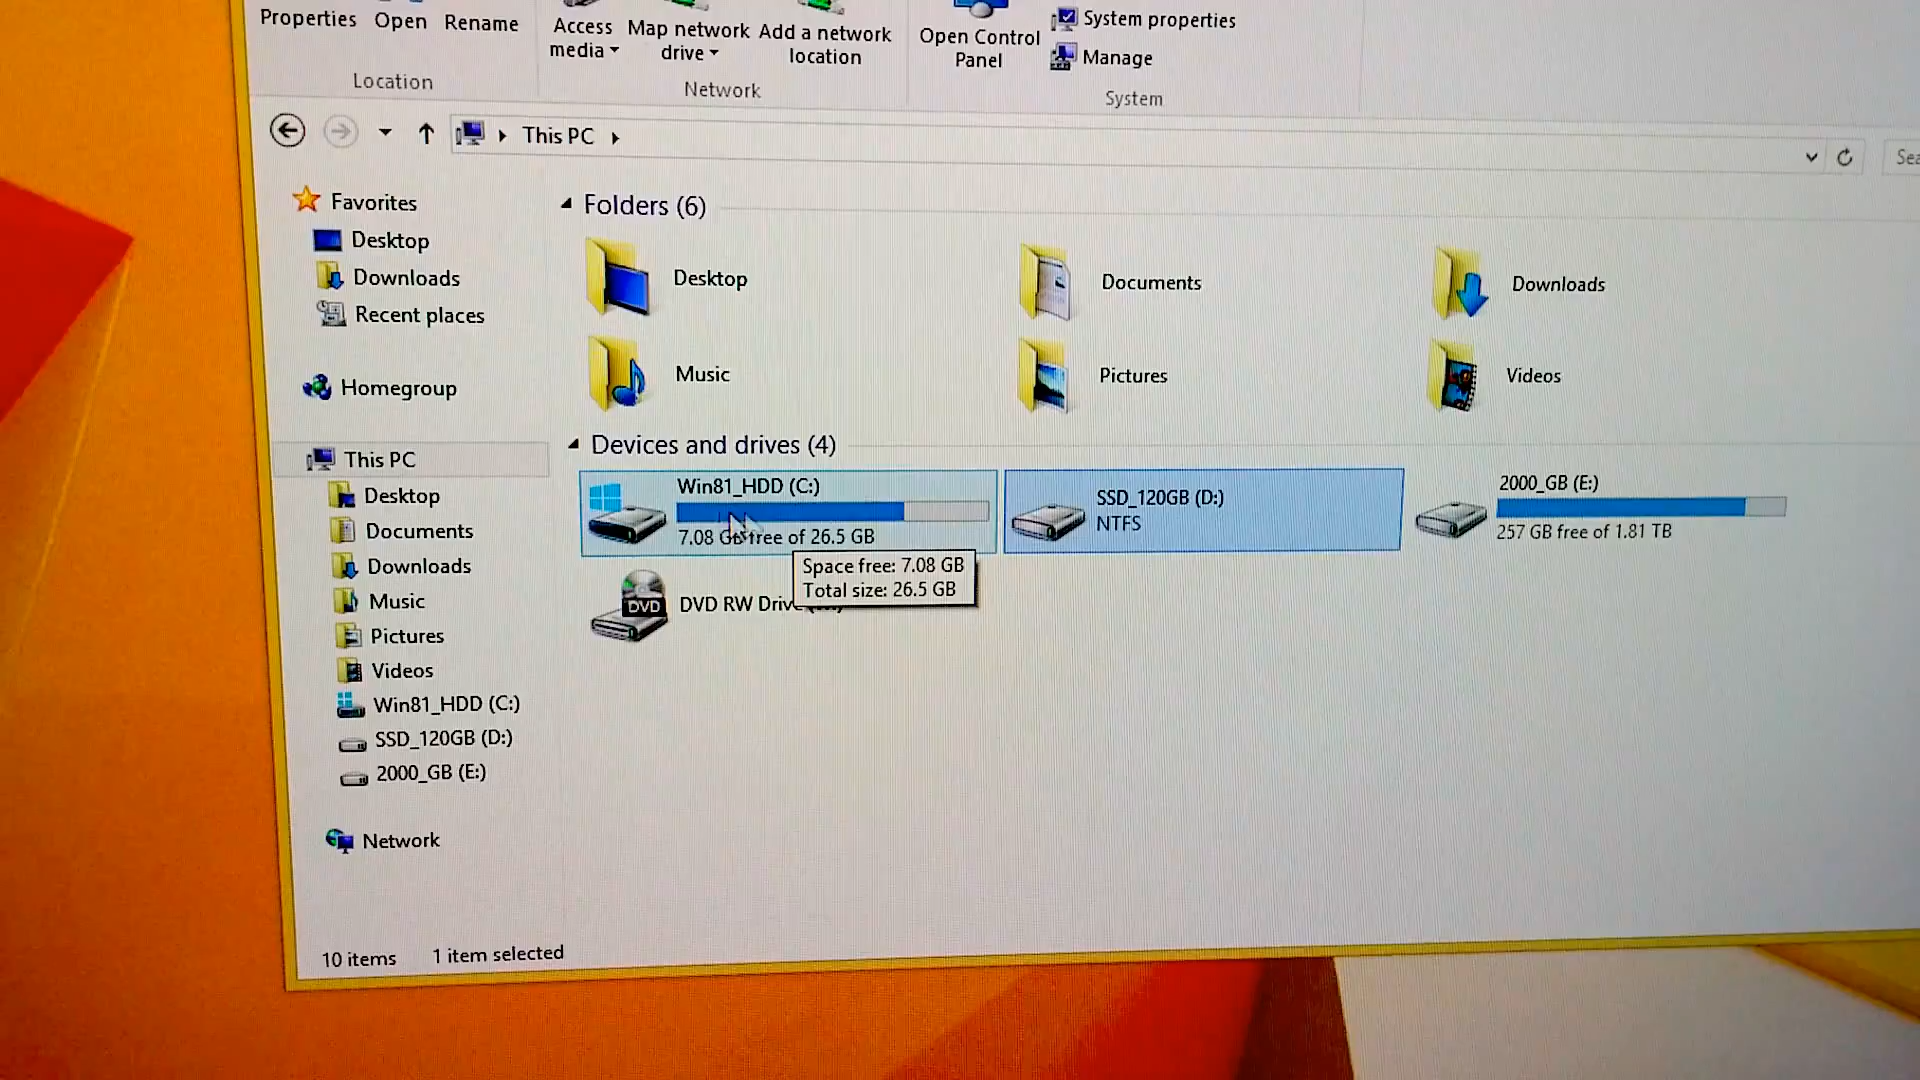 Properties Open Rename
Access media
Map network drive
Add a network location
Open Control Panel
System properties
Manage
Location
Network
System
This PC
Favorites
Desktop
Downloads
Recent places
Homegroup
This PC
Desktop
Documents
Downloads
Music
Pictures
Videos
Win81_HDD (C:)
SSD_120GB (D:)
2000_GB (E:)
Network
Folders (6)
Desktop
Documents
Downloads
Music
Pictures
Videos
Devices and drives (4)
Win81_HDD (C:)
7.08 GB free of 26.5 GB
SSD_120GB (D:)
NTFS
2000_GB (E:)
257 GB free of 1.81 TB
DVD
DVD RW Drive
Space free: 7.08 GB
Total size: 26.5 GB
10 items 1 item selected